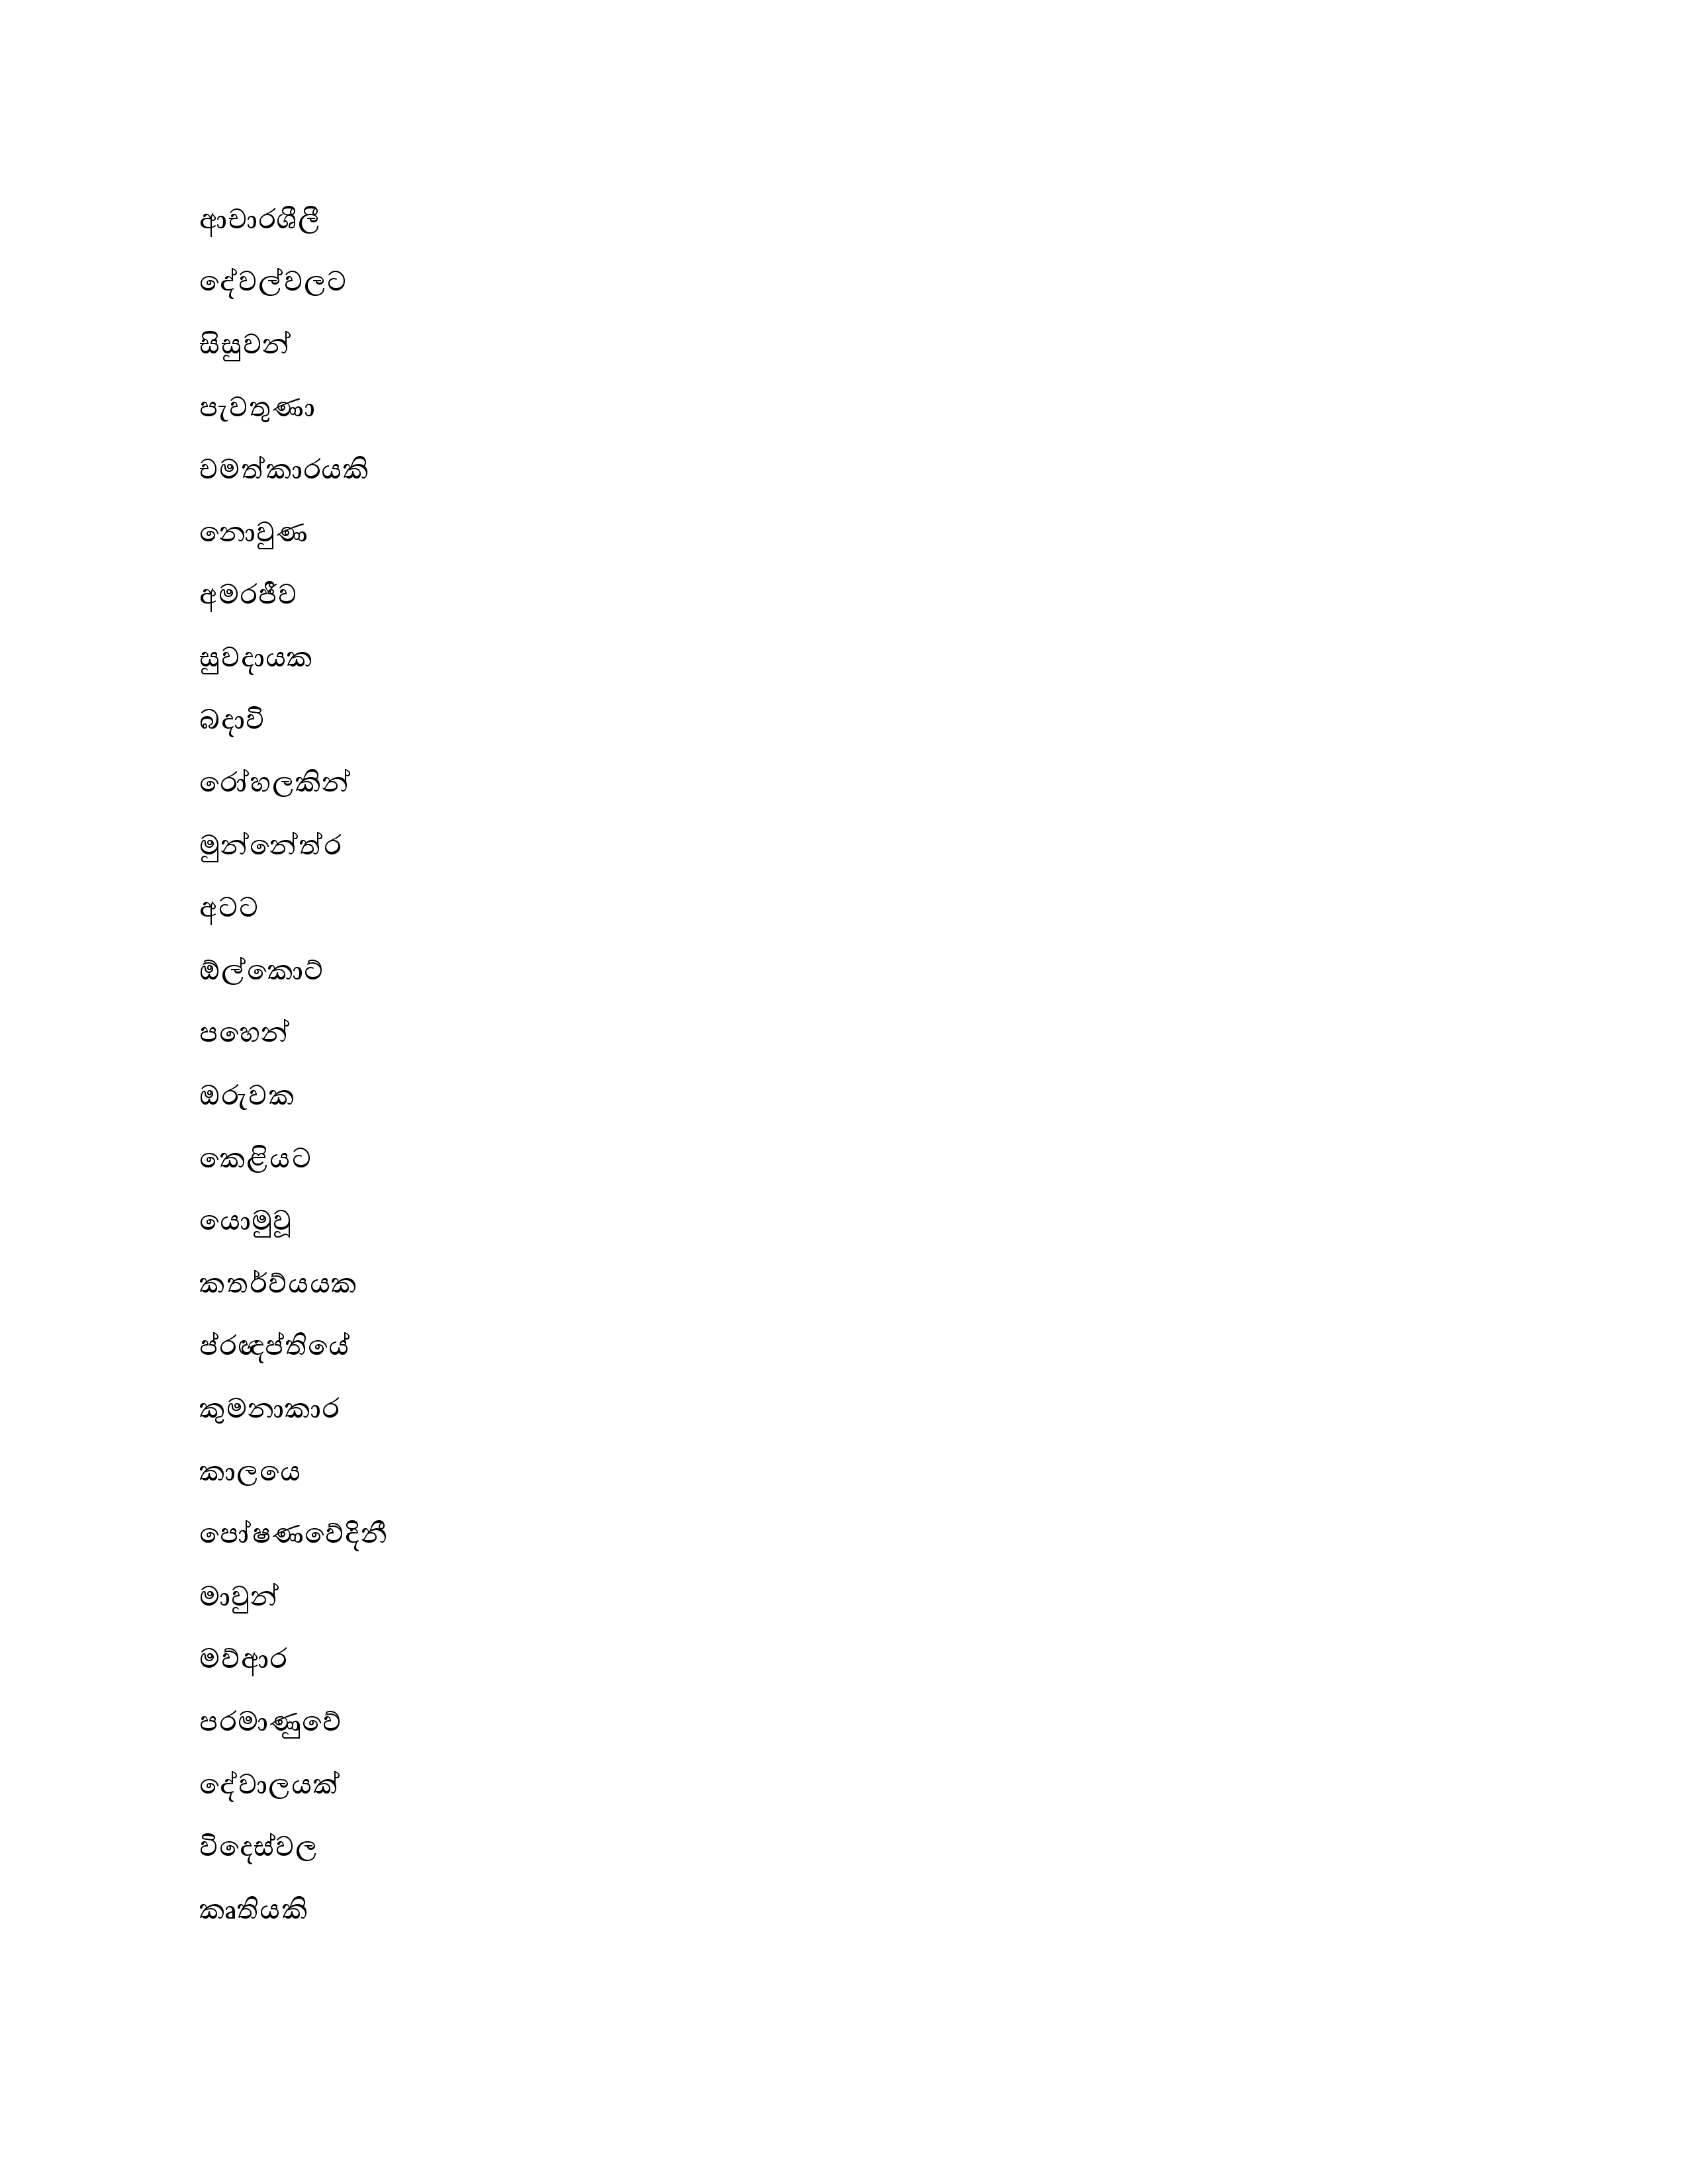 ආචාරශීලී
දේවල්වලට
සිසුවන්
පැවතුණා
චමත්කාරයකි
නොවුණ
අමරජීව
සුවදායක
බදාවි
රෝහලකින්
මුන්නේත්ර
අටට
ඕල්කොට්
පහෙන්
ඔරුවක
කෙළියට
යොමුවූ
කතර්ව්යයක
ප්රඥප්තියේ
කුමනාකාර
කාලයෙ
පෝෂණවේදිනී
මාවුන්
මව්ආර
පරමාණුවේ
දේවාලයක්
විදෙස්වල
කෘතියකි